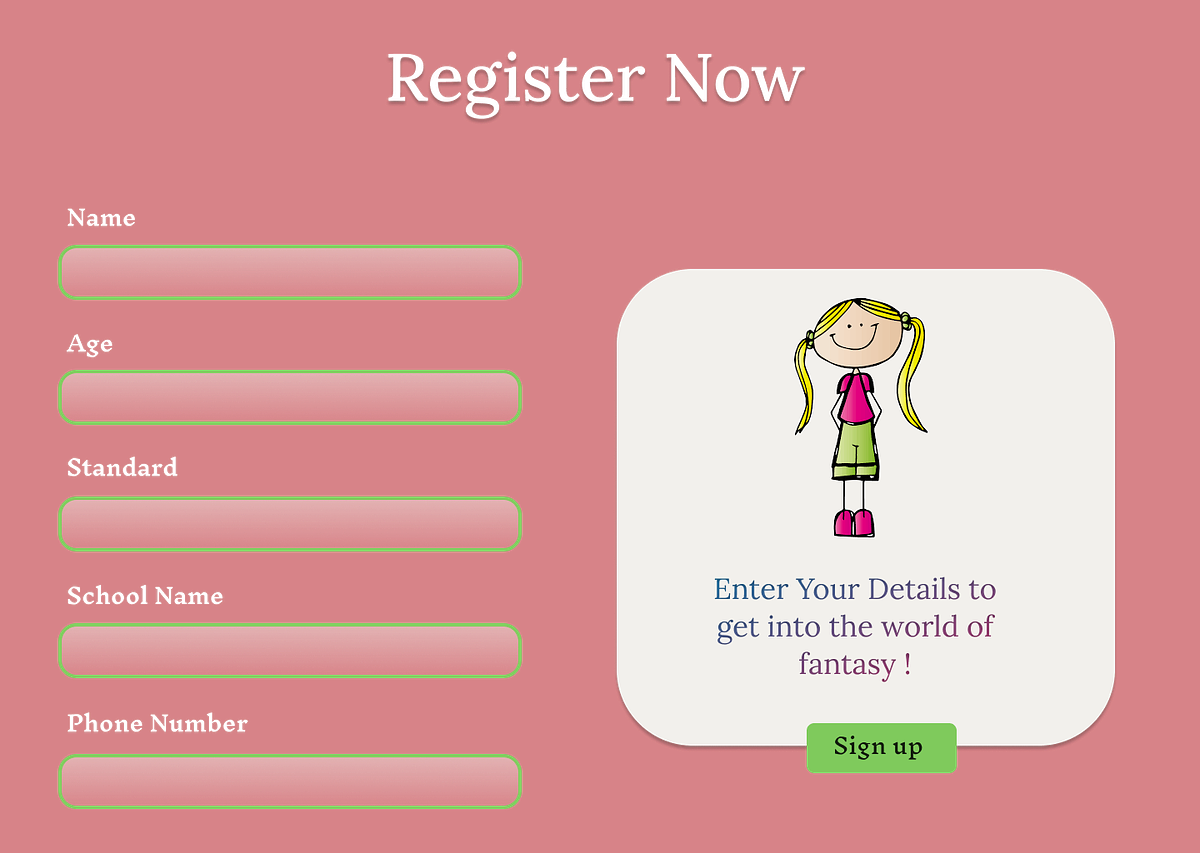 Register Now
Name
Age
Standard
School Name
Phone Number
Enter Your Details to
get into the world of
fantasy !
Sign up